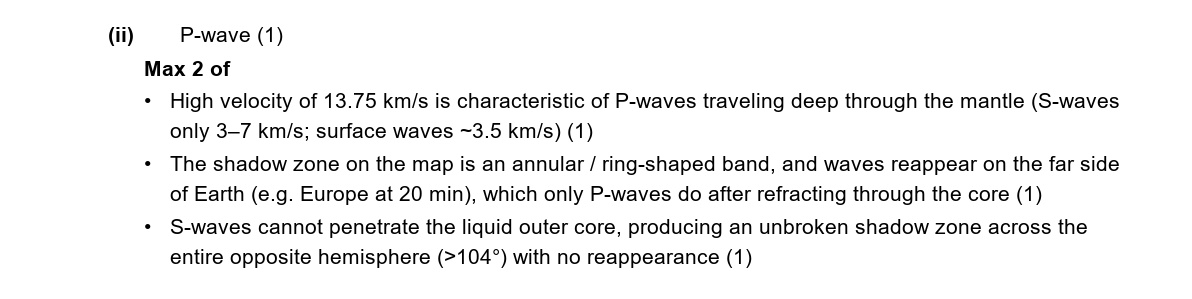 (ii) P-wave (1)
Max 2 of
• High velocity of 13.75 km/s is characteristic of P-waves traveling deep through the mantle (S-waves
only 3–7 km/s; surface waves ~3.5 km/s) (1)
• The shadow zone on the map is an annular / ring-shaped band, and waves reappear on the far side
of Earth (e.g. Europe at 20 min), which only P-waves do after refracting through the core (1)
• S-waves cannot penetrate the liquid outer core, producing an unbroken shadow zone across the
entire opposite hemisphere (>104°) with no reappearance (1)